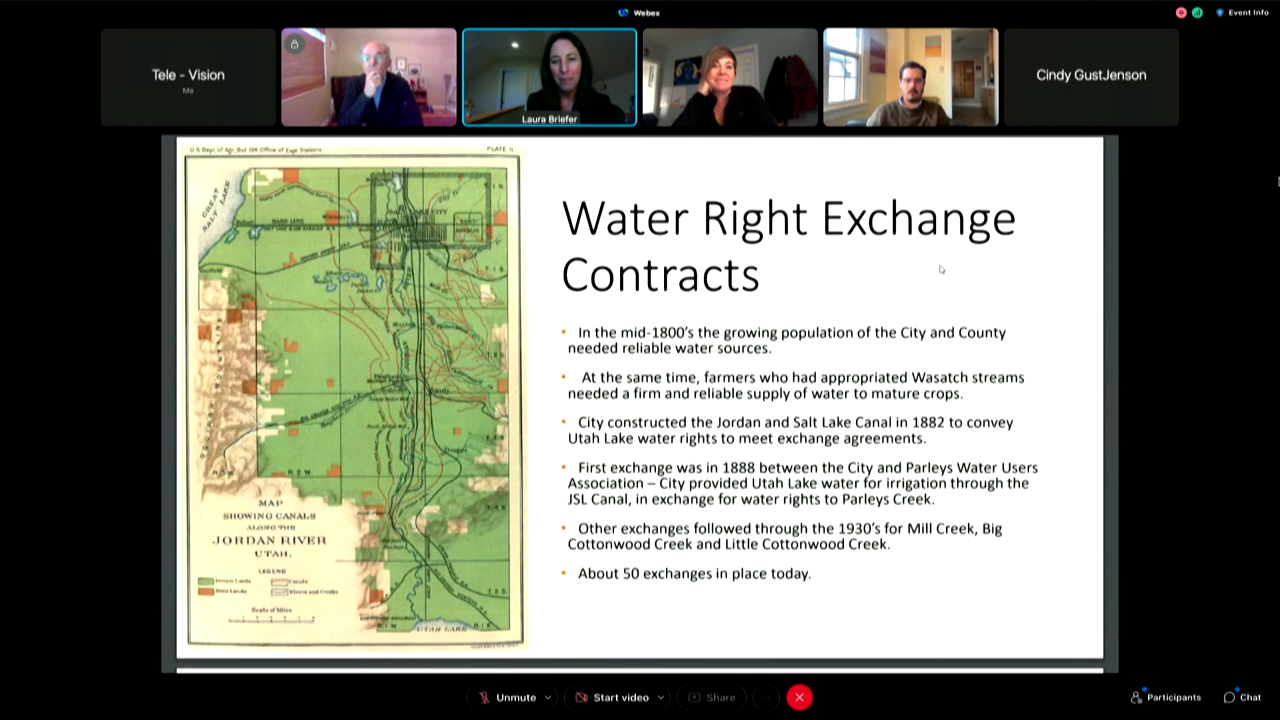 Webex
Event Info
Tele - Vision
Me
Laura Briefer
Cindy GustJenson
PLATE
GREAT
SALT LAKE
Water Right Exchange
Contracts
• In the mid-1800's the growing population of the City and County
needed reliable water sources.
• At the same time, farmers who had appropriated Wasatch streams
needed a firm and reliable supply of water to mature crops.
• City constructed the Jordan and Salt Lake Canal in 1882 to convey
Utah Lake water rights to meet exchange agreements.
• First exchange was in 1888 between the City and Parleys Water Users
Association – City provided Utah Lake water for irrigation through the
JSL Canal, in exchange for water rights to Parleys Creek.
• Other exchanges followed through the 1930's for Mill Creek, Big
Cottonwood Creek and Little Cottonwood Creek.
• About 50 exchanges in place today.
MAP
SHOWING CANALS
ALONG THE
JORDAN RIVER
UTAH.
LEGEND
Canals
Scale of Miles
UTAH LAKE
Unmute
Start video
Share
Participants
Chat